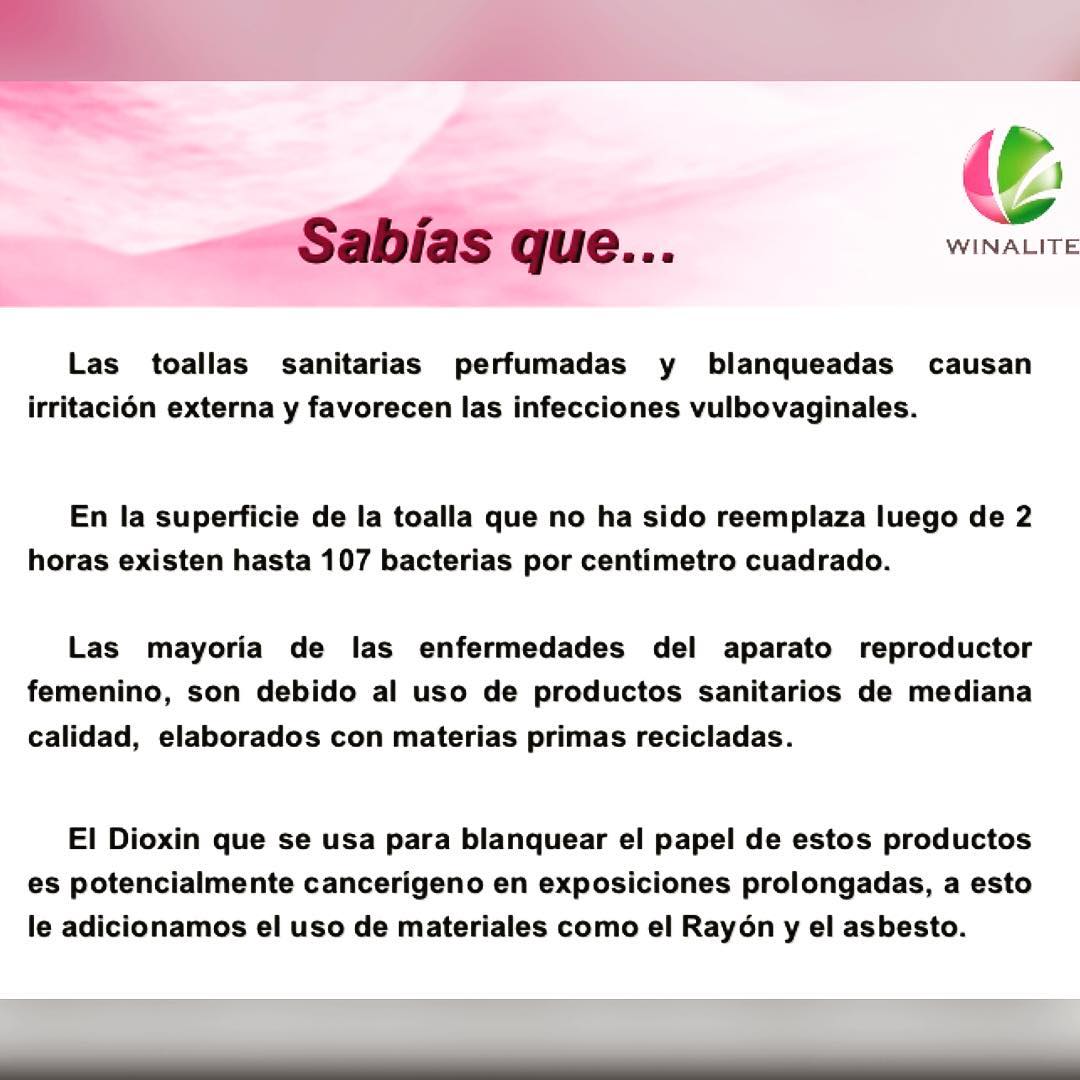 WINALITE
Sabías que...
Las toallas sanitarias perfumadas y blanqueadas causan
irritación externa y favorecen las infecciones vulbovaginales.
En la superficie de la toalla que no ha sido reemplaza luego de 2
horas existen hasta 107 bacterias por centímetro cuadrado.
Las mayoría de las enfermedades del aparato reproductor
femenino, son debido al uso de productos sanitarios de mediana
calidad, elaborados con materias primas recicladas.
El Dioxin que se usa para blanquear el papel de estos productos
es potencialmente cancerígeno en exposiciones prolongadas, a esto
le adicionamos el uso de materiales como el Rayón y el asbesto.